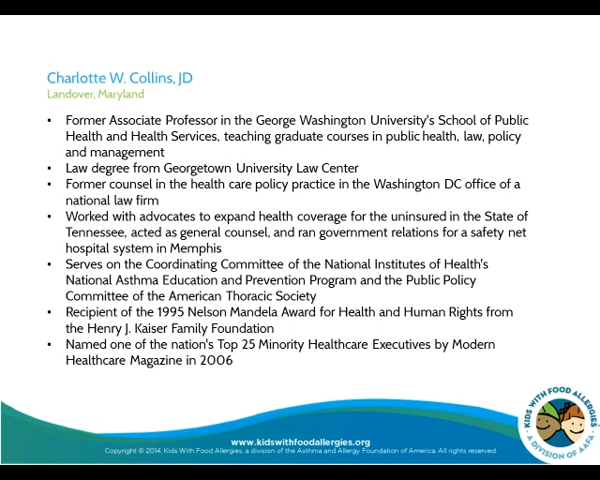 Charlotte W. Collins, JD
Landover, Maryland
• Former Associate Professor in the George Washington University's School of Public
Health and Health Services, teaching graduate courses in public health, law, policy
and management
• Law degree from Georgetown University Law Center
• Former counsel in the health care policy practice in the Washington DC office of a
national law firm
• Worked with advocates to expand health coverage for the uninsured in the State of
Tennessee, acted as general counsel, and ran government relations for a safety net
hospital system in Memphis
• Serves on the Coordinating Committee of the National Institutes of Health's
National Asthma Education and Prevention Program and the Public Policy
Committee of the American Thoracic Society
• Recipient of the 1995 Nelson Mandela Award for Health and Human Rights from
the Henry J. Kaiser Family Foundation
• Named one of the nation's Top 25 Minority Healthcare Executives by Modern
Healthcare Magazine in 2006
www.kidswithfoodallergies.org
Copyright © 2014, Kids With Food Allergies, a division of the Asthma and Allergy Foundation of America. All rights reserved.
KIDS WITH FOOD ALLERGIES
• A DIVISION OF AAFA •